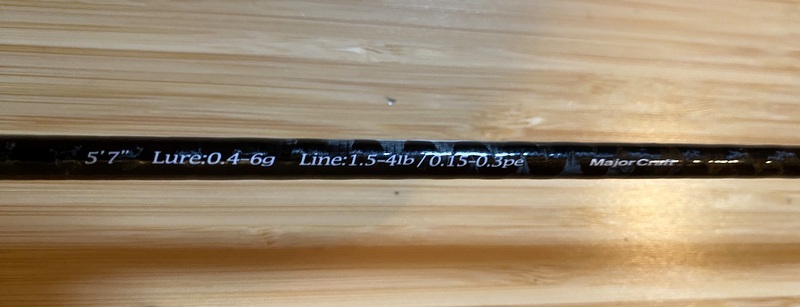 5'7" Lure:0.4-6g Line:1.5-4lb/0.15-0.3pe Major Craft